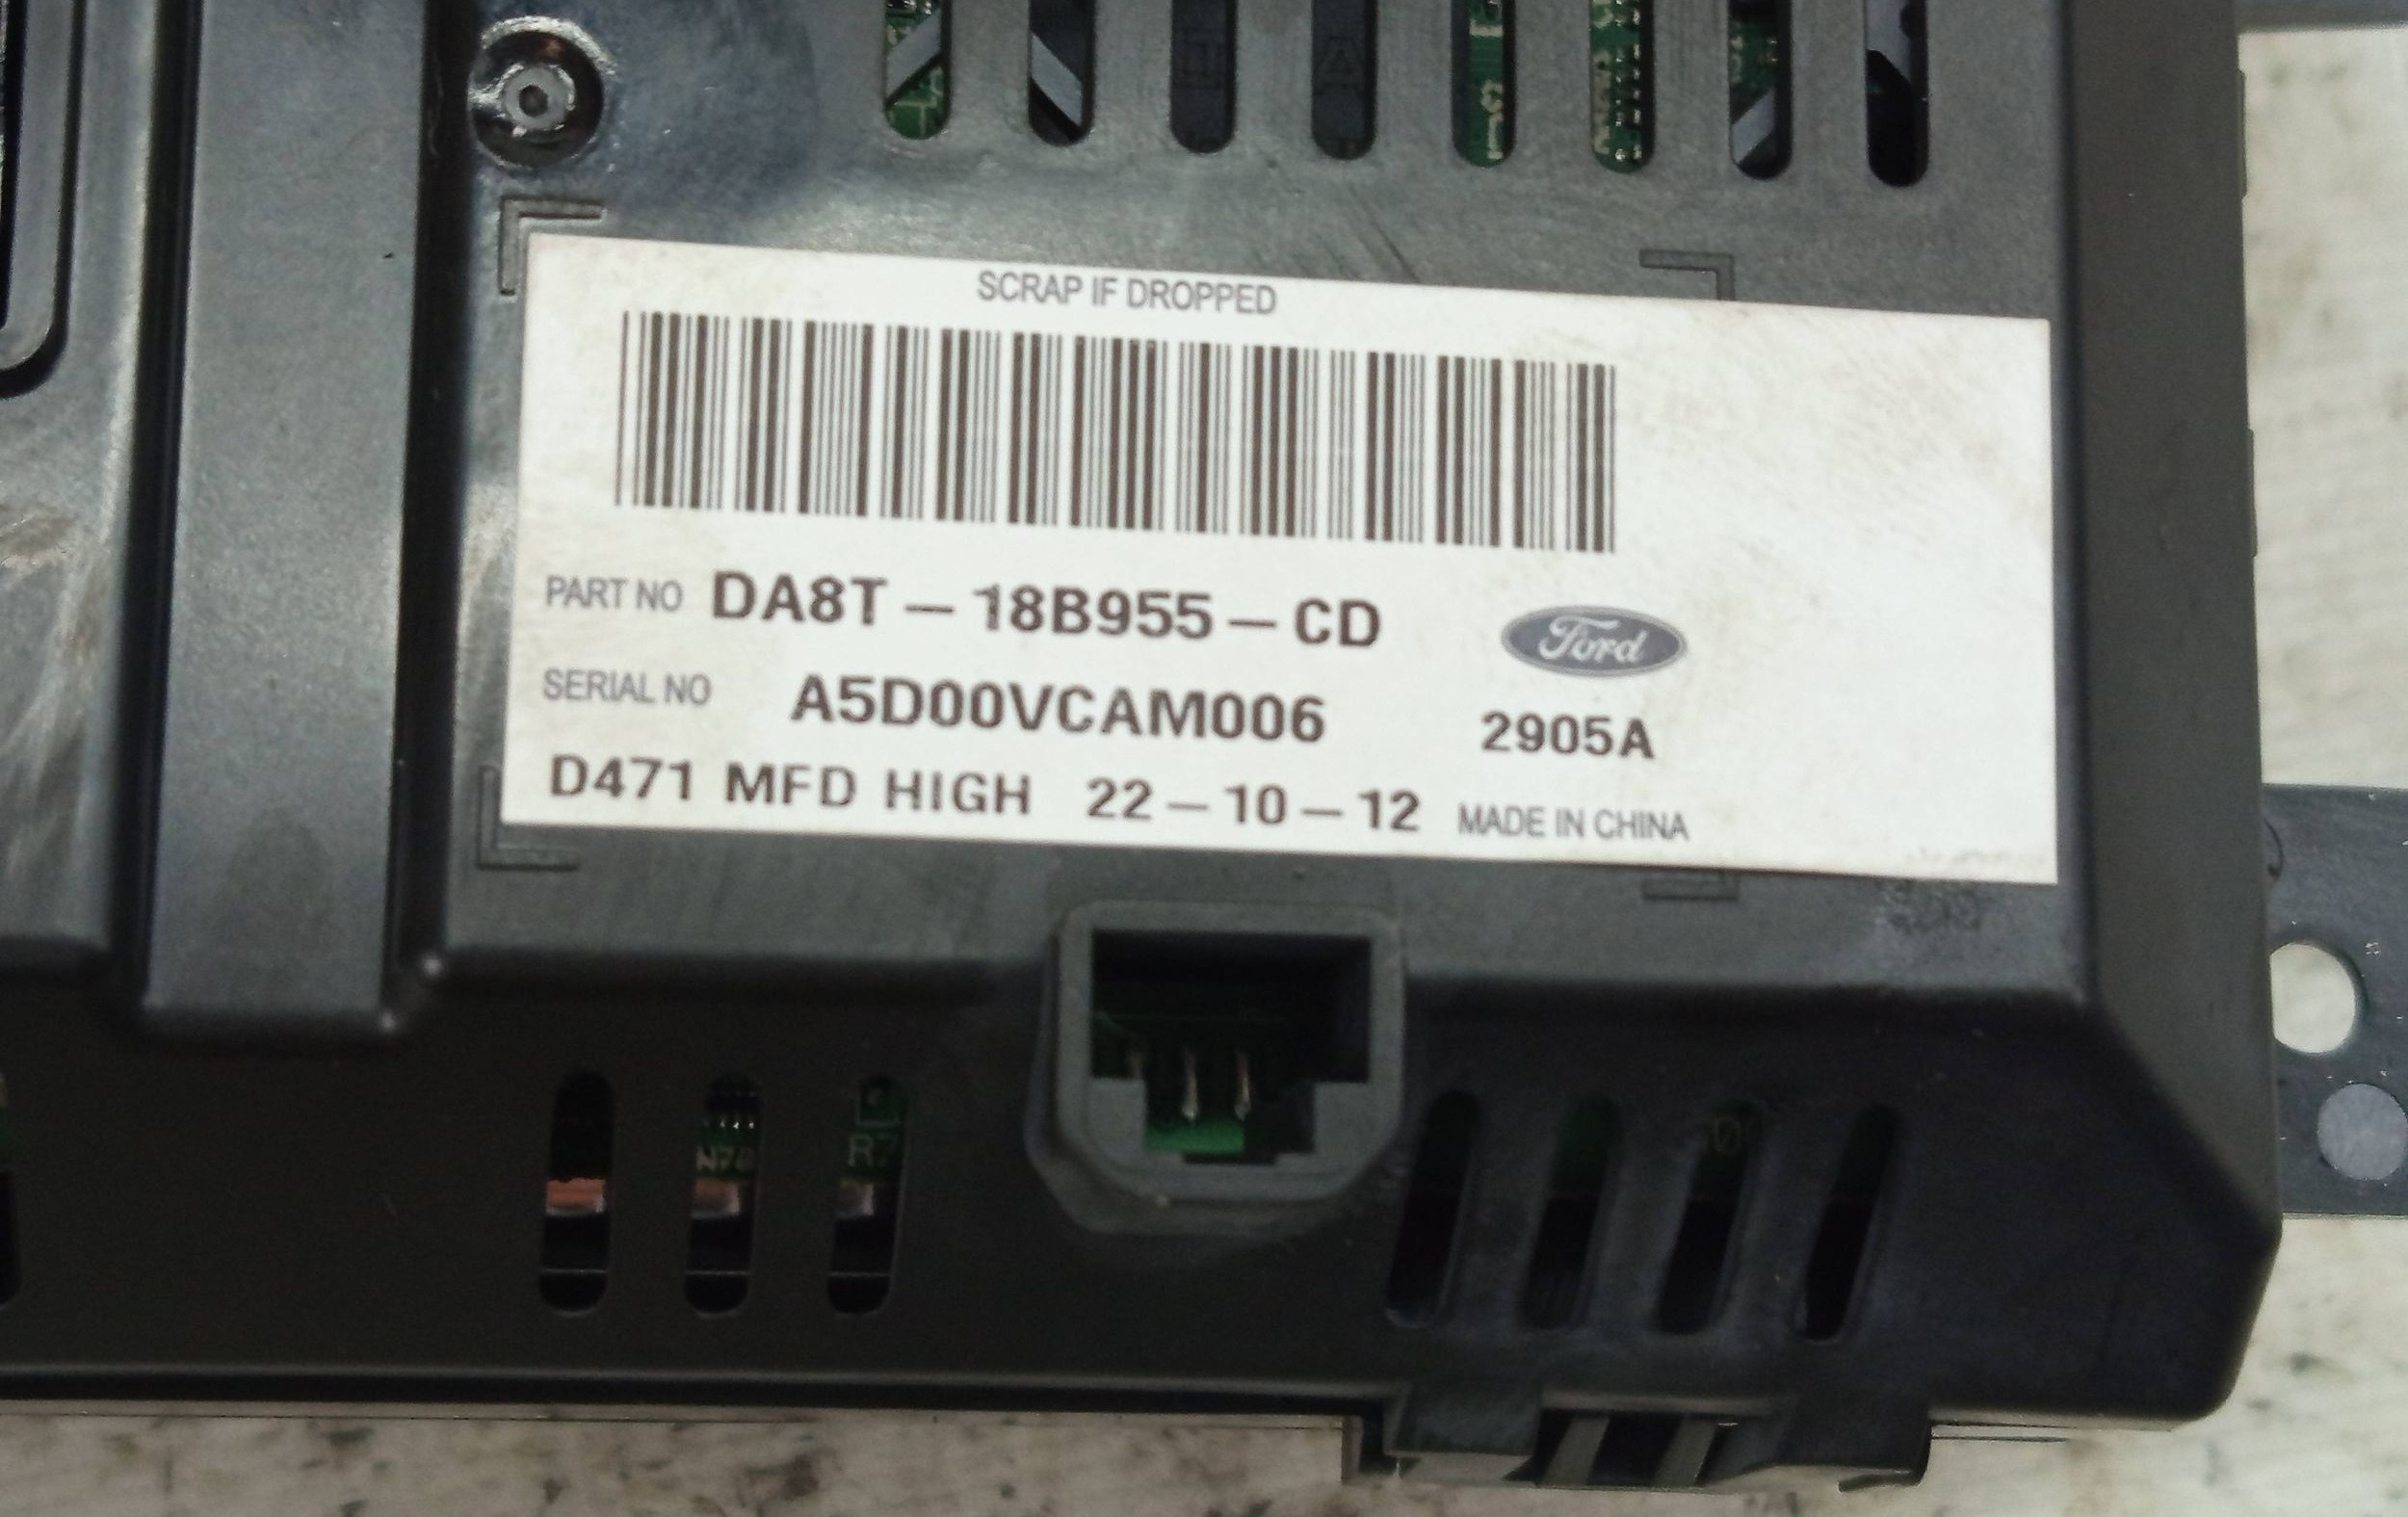 SCRAP IF DROPPED
PART NO DA8T – 18B955 – CD
Ford
SERIAL NO A5D00VCAM006 2905A
D471 MFD HIGH 22 – 10 – 12 MADE IN CHINA
R7